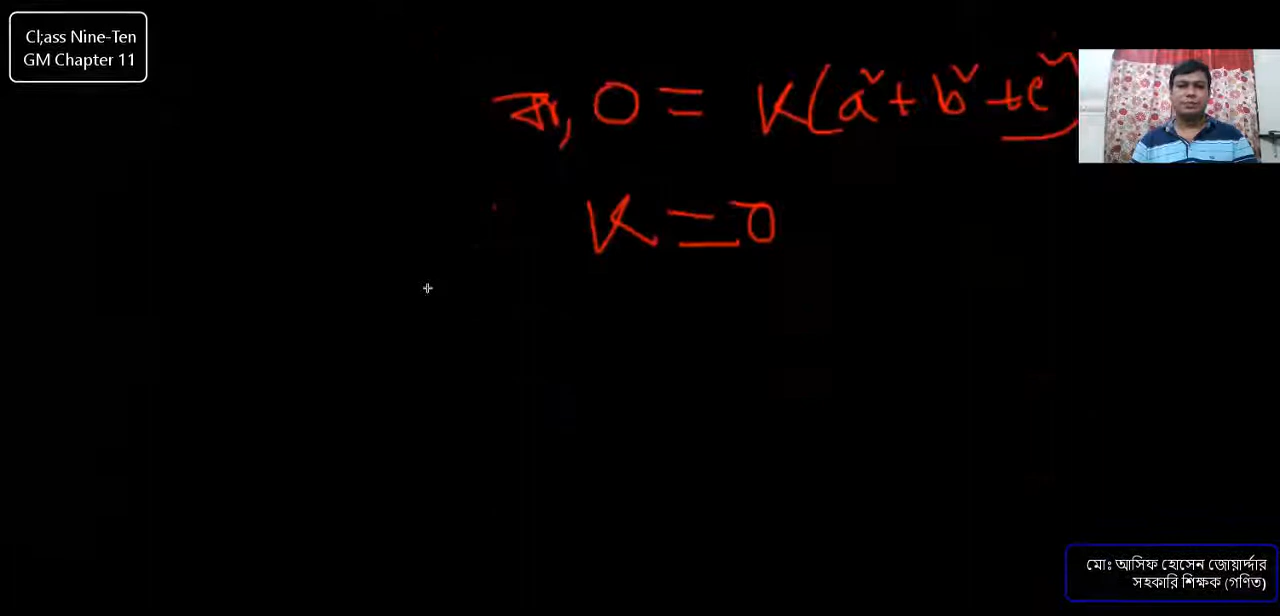 Cl;ass Nine-Ten
GM Chapter 11
বা, 0 = K(a² + b² + c²)
K = 0
মোঃ আসিফ হোসেন জোয়ার্দ্দার
সহকারি শিক্ষক (গণিত)